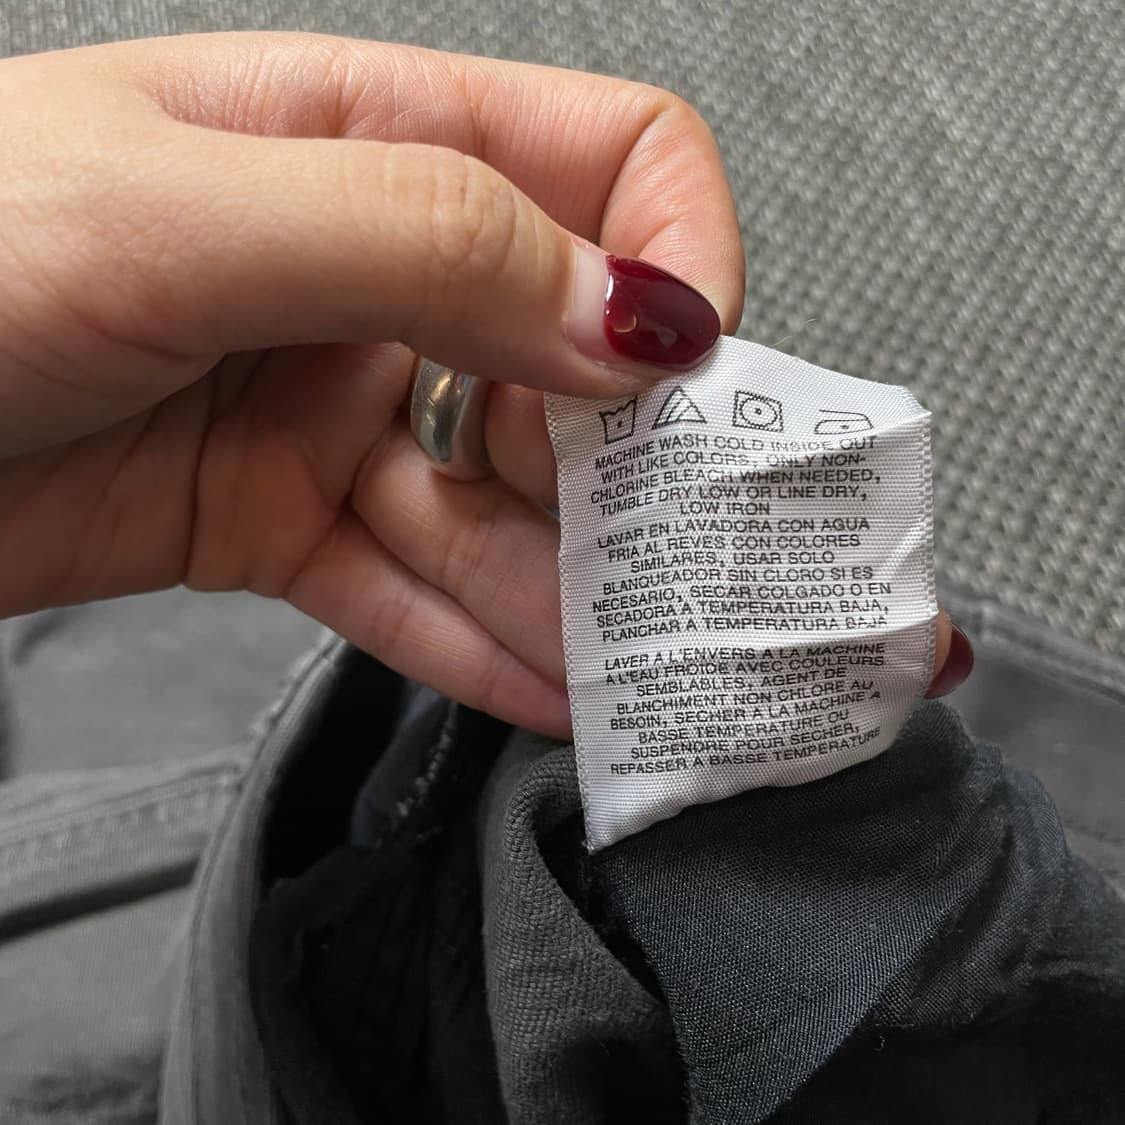 MACHINE WASH COLD INSIDE OUT
WITH LIKE COLORS, ONLY NON-
CHLORINE BLEACH WHEN NEEDED,
TUMBLE DRY LOW OR LINE DRY,
LOW IRON
LAVAR EN LAVADORA CON AGUA
FRIA AL REVES CON COLORES
SIMILARES, USAR SOLO
BLANQUEADOR SIN CLORO SI ES
NECESARIO, SECAR COLGADO O EN
SECADORA A TEMPERATURA BAJA,
PLANCHAR A TEMPERATURA BAJA
LAVER A L'ENVERS A LA MACHINE
A L'EAU FROIDE AVEC COULEURS
SEMBLABLES, AGENT DE
BLANCHIMENT NON CHLORE AU
BESOIN, SECHER A LA MACHINE A
BASSE TEMPERATURE OU
SUSPENDRE POUR SECHER,
REPASSER A BASSE TEMPERATURE